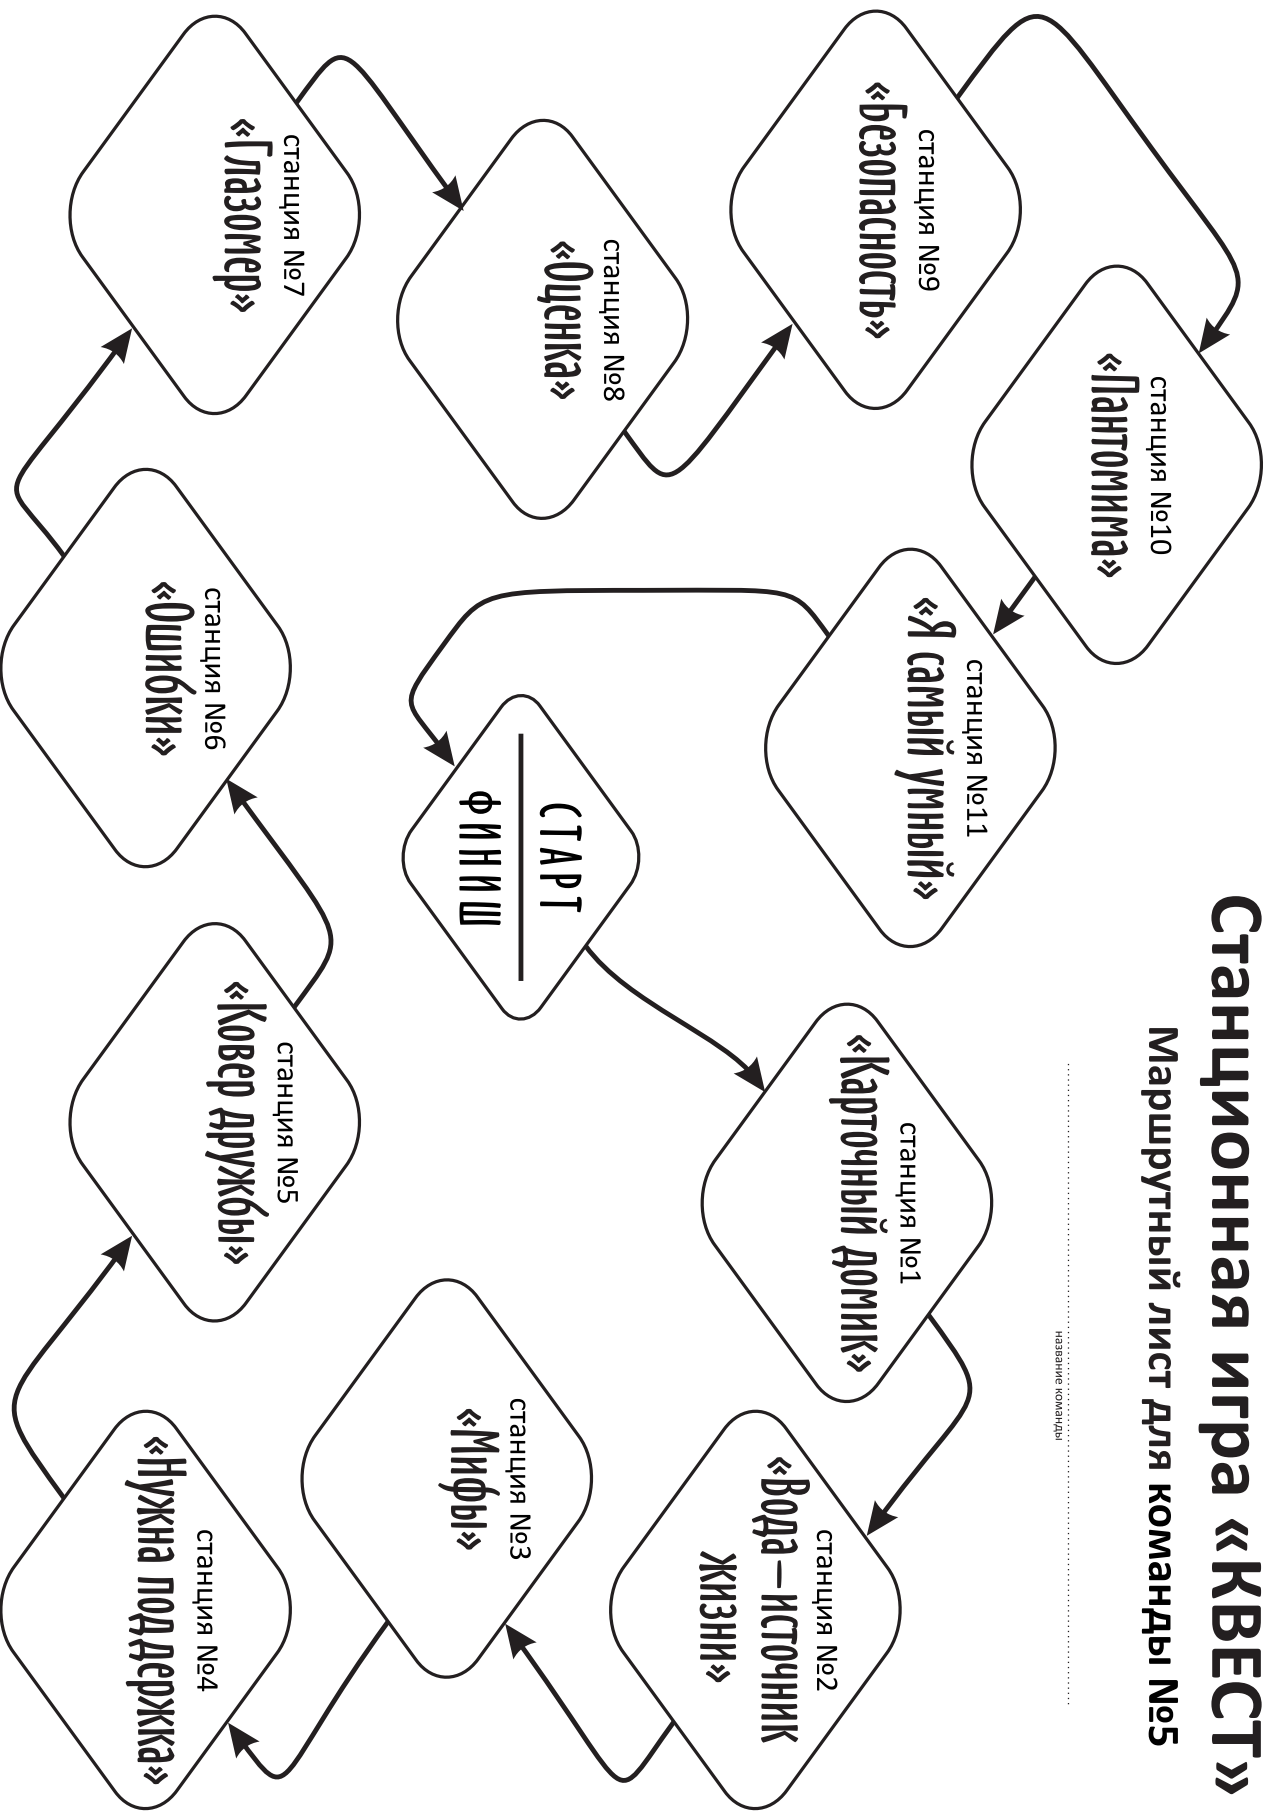 Станционная игра «КВЕСТ»
Маршрутный лист для команды №5
название команды
СТАРТ
ФИНИШ
станция №1
«Карточный домик»
станция №2
«Вода – источник
жизни»
станция №3
«Мифы»
станция №4
«Нужна поддержка»
станция №5
«Ковер дружбы»
станция №6
«Ошибки»
станция №7
«Глазомер»
станция №8
«Оценка»
станция №9
«Безопасность»
станция №10
«Пантомима»
станция №11
«Я самый умный»